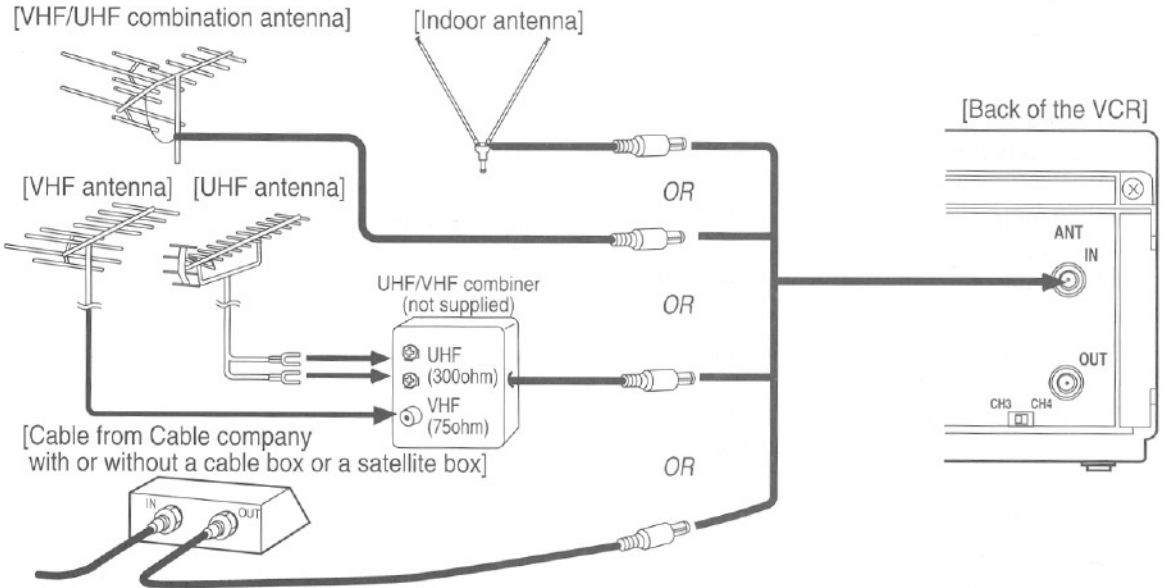 [VHF/UHF combination antenna]
[Indoor antenna]
[Back of the VCR]
OR
[VHF antenna]
[UHF antenna]
ANT
IN
UHF/VHF combiner
(not supplied)
OR
UHF
(300ohm)
VHF
(75ohm)
OUT
CH3 CH4
[Cable from Cable company
with or without a cable box or a satellite box]
OR
IN
OUT